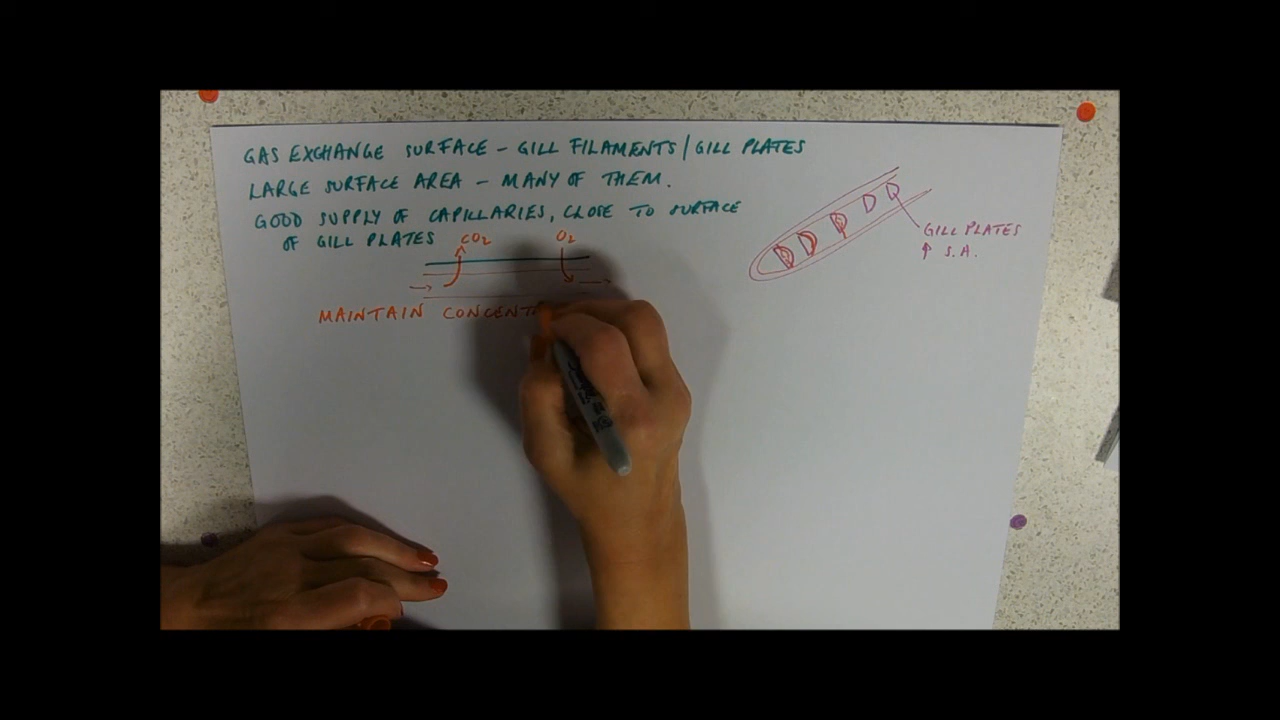 GAS EXCHANGE SURFACE - GILL FILAMENTS/GILL PLATES
LARGE SURFACE AREA - MANY OF THEM.
GOOD SUPPLY OF CAPILLARIES, CLOSE TO SURFACE
OF GILL PLATES
CO2
O2
MAINTAIN CONCENT
GILL PLATES
↑ S.A.